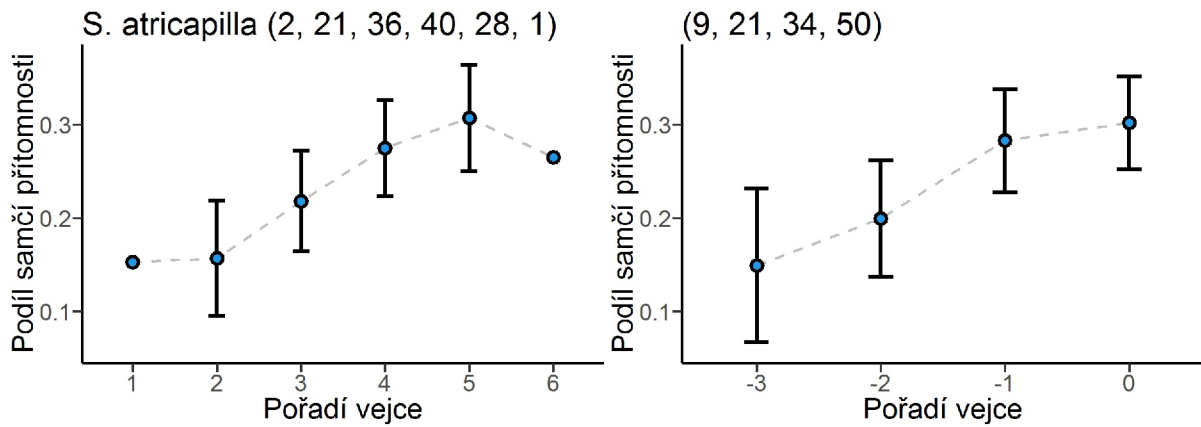 S. atricapilla (2, 21, 36, 40, 28, 1)
Podíl samčí přítomnosti
0.3
0.2
0.1
1 2 3 4 5 6
Pořadí vejce
(9, 21, 34, 50)
Podíl samčí přítomnosti
0.3
0.2
0.1
-3 -2 -1 0
Pořadí vejce